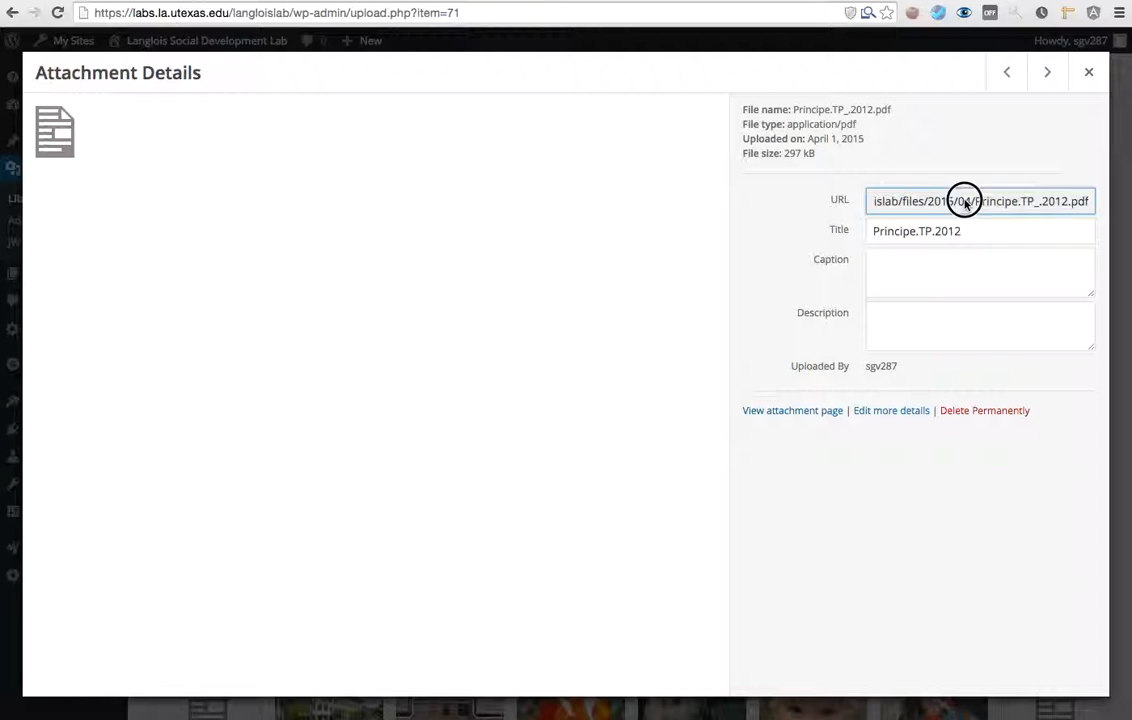 https://labs.la.utexas.edu/langloislab/wp-admin/upload.php?item=71
OFF
My Sites Langlois Social Development Lab New Howdy, sgv287
Attachment Details
File name: Principe.TP_.2012.pdf
File type: application/pdf
Uploaded on: April 1, 2015
File size: 297 kB
URL islab/files/2015/04/Principe.TP_.2012.pdf
Title Principe.TP.2012
Caption
Description
Uploaded By sgv287
View attachment page | Edit more details | Delete Permanently